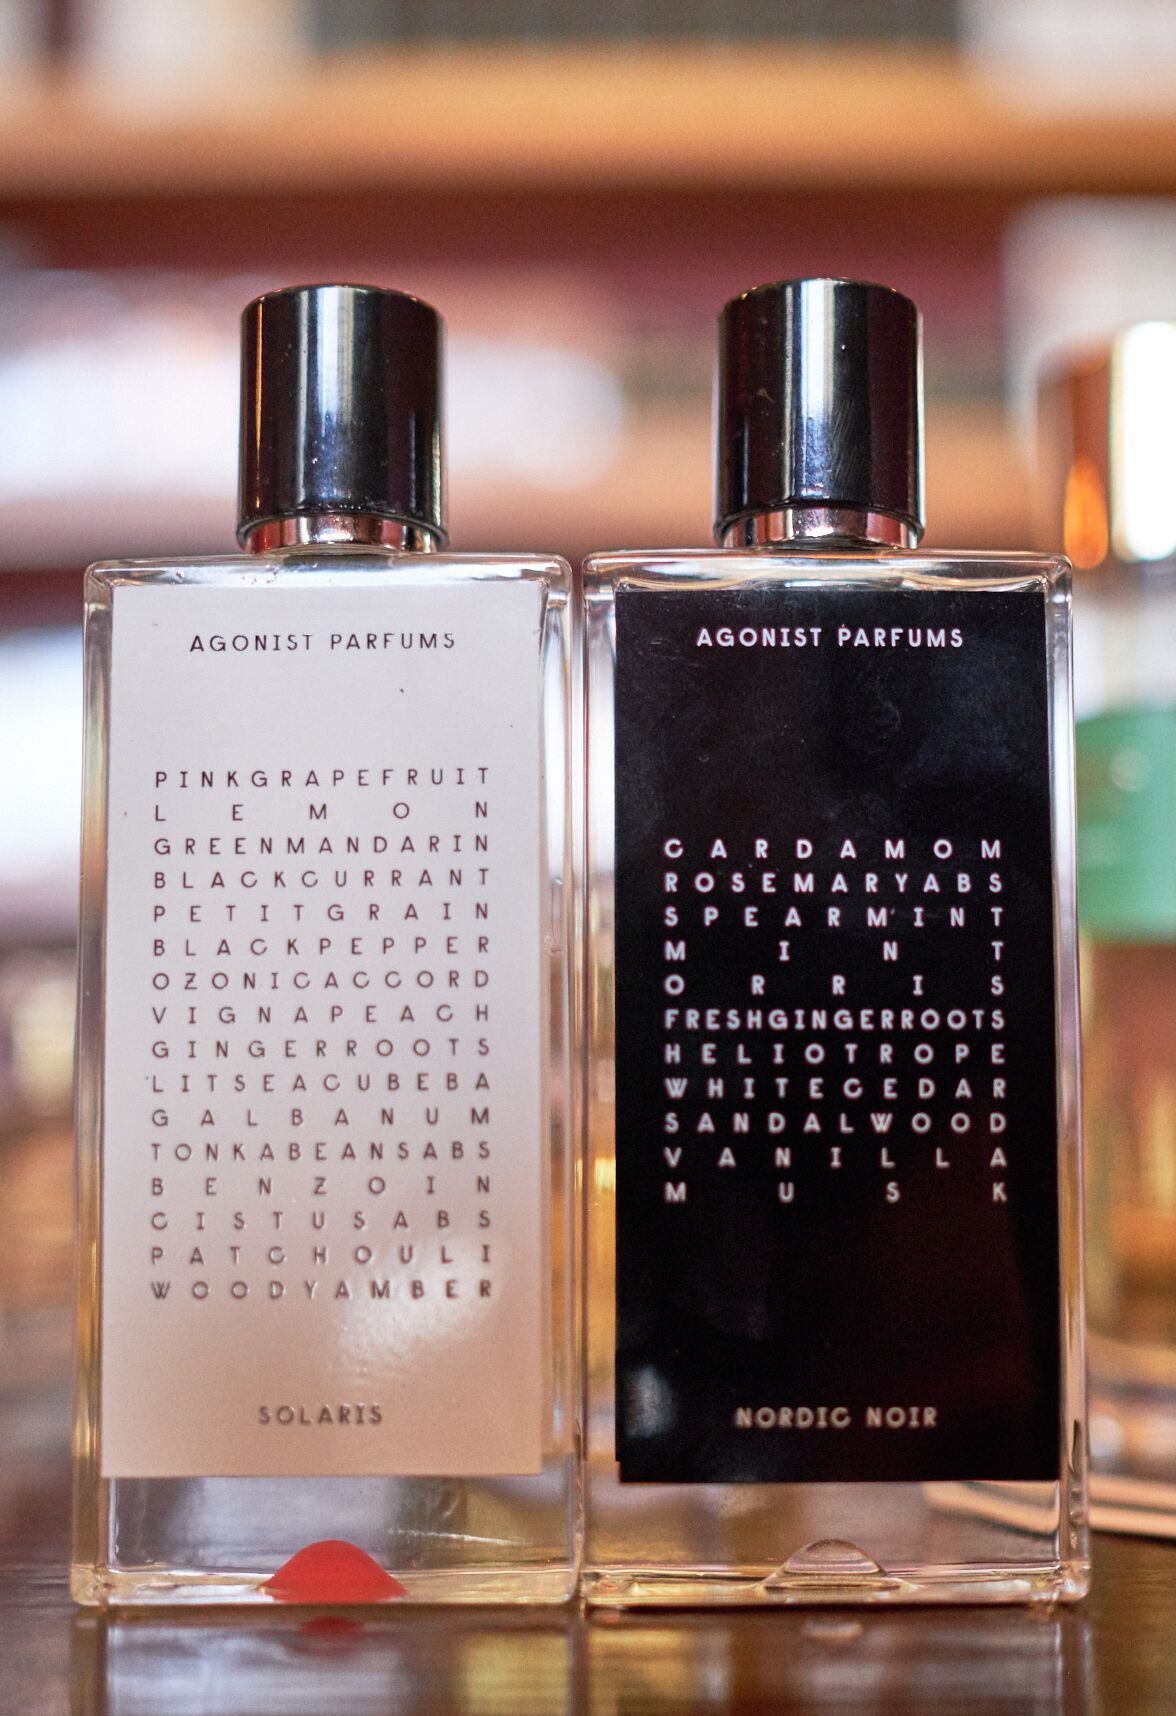 AGONIST PARFUMS
PINKGRAPEFRUIT
LEMON
GREENMANDARIN
BLACKCURRANT
PETITGRAIN
BLACKPEPPER
OZONICACCORD
VIGNAPEACH
GINGERROOTS
LITSEACUBEBA
GALBANUM
TONKABEANSABS
BENZOIN
CISTUSABS
PATCHOULI
WOODYAMBER
SOLARIS
AGONIST PARFUMS
CARDAMOM
ROSEMARYABS
SPEARMINT
MINT
ORRIS
FRESHGINGERROOTS
HELIOTROPE
WHITECEDAR
SANDALWOOD
VANILLA
MUSK
NORDIC NOIR